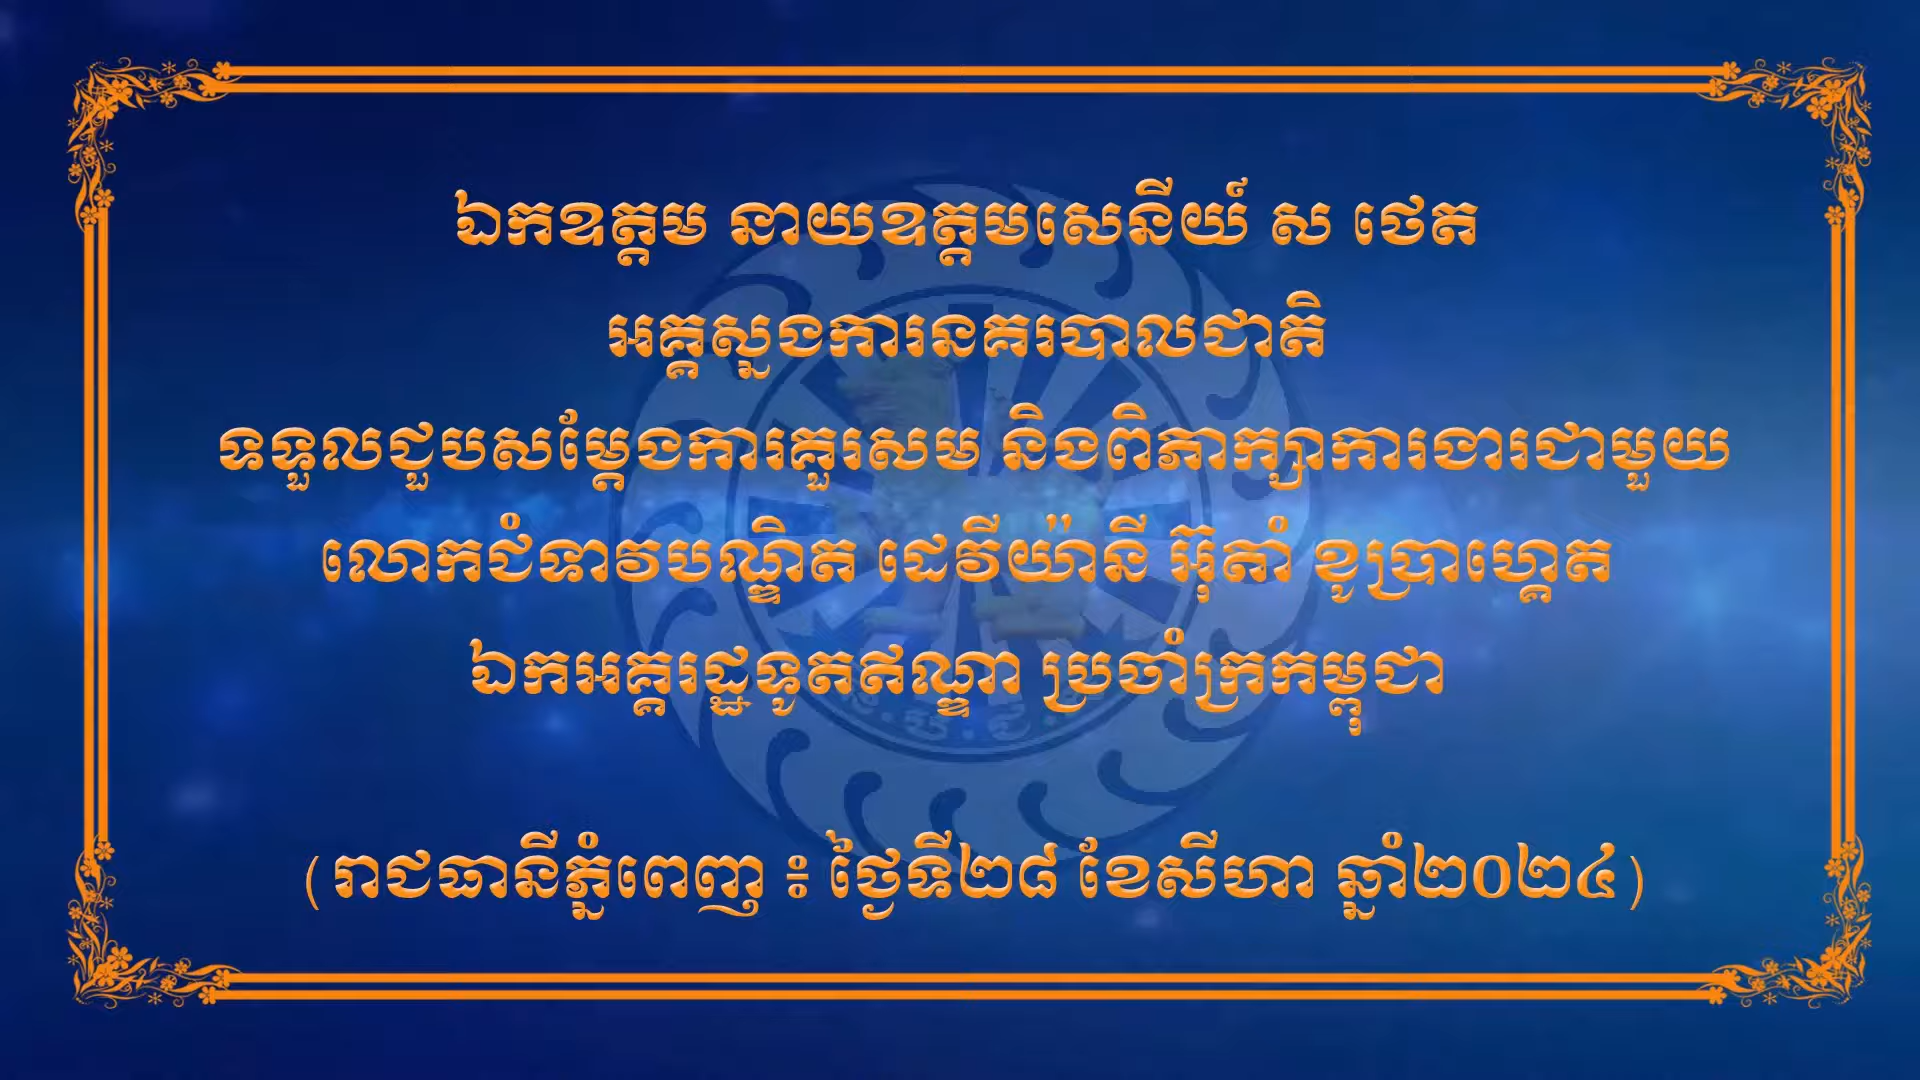 ឯកឧត្តម នាយឧត្តមសេនីយ៍ ស ថេត
អគ្គស្នងការនគរបាលជាតិ
ទទួលជួបសម្តែងការគួរសម និងពិភាក្សាការងារជាមួយ
លោកជំទាវបណ្ឌិត ដេវីយ៉ានី អ៊ុតាំ ខូប្រាហ្គេត
ឯកអគ្គរដ្ឋទូតឥណ្ឌា ប្រចាំក្រកម្ពុជា
(រាជធានីភ្នំពេញ ៖ ថ្ងៃទី២៨ ខែសីហា ឆ្នាំ២០២៤)